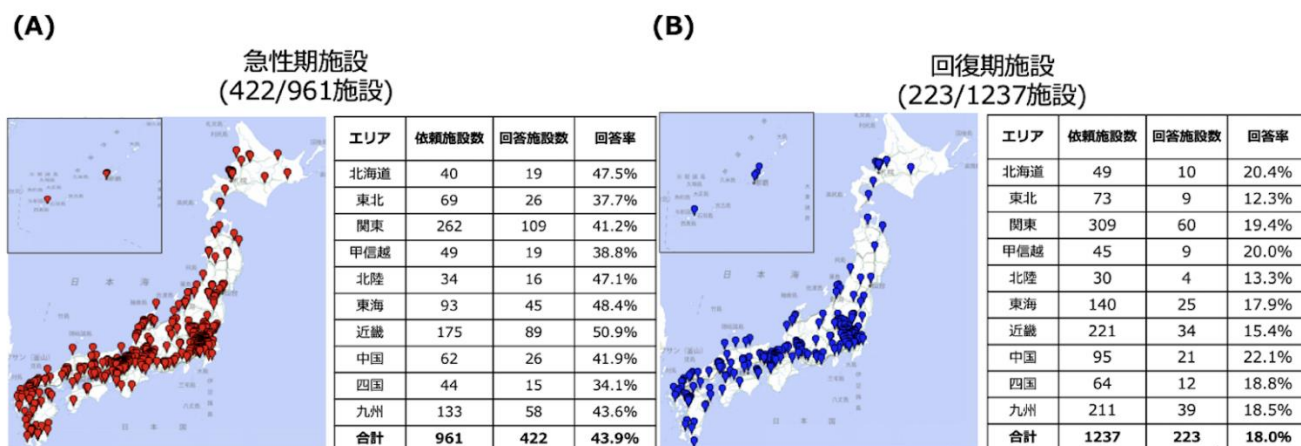 (A)
急性期施設
(422/961施設)
エリア 依頼施設数 回答施設数 回答率
北海道 40 19 47.5%
東北 69 26 37.7%
関東 262 109 41.2%
甲信越 49 19 38.8%
北陸 34 16 47.1%
東海 93 45 48.4%
近畿 175 89 50.9%
中国 62 26 41.9%
四国 44 15 34.1%
九州 133 58 43.6%
合計 961 422 43.9%
日本海
日本国
(B)
回復期施設
(223/1237施設)
エリア 依頼施設数 回答施設数 回答率
北海道 49 10 20.4%
東北 73 9 12.3%
関東 309 60 19.4%
甲信越 45 9 20.0%
北陸 30 4 13.3%
東海 140 25 17.9%
近畿 221 34 15.4%
中国 95 21 22.1%
四国 64 12 18.8%
九州 211 39 18.5%
合計 1237 223 18.0%
日本海
日本国